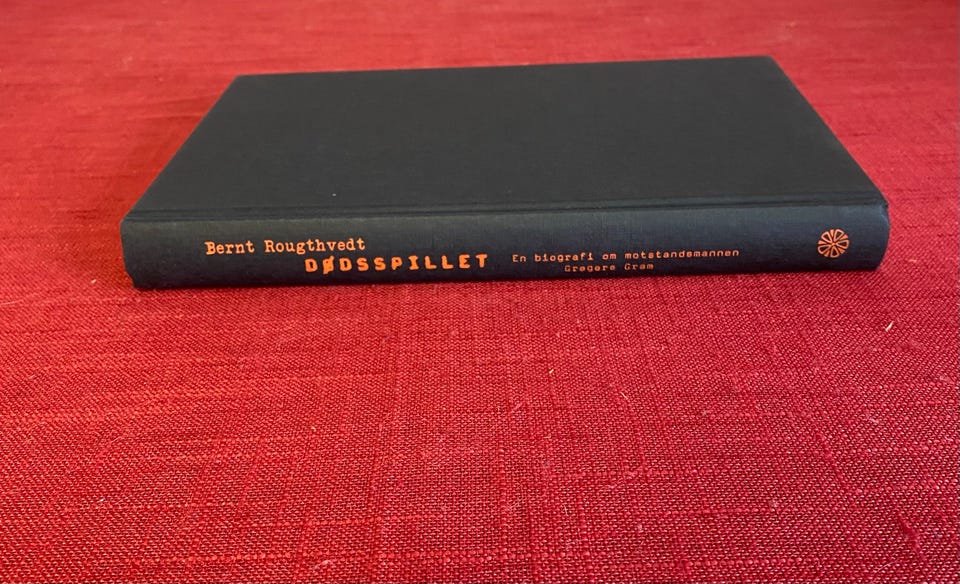 Bernt Rougthvedt
DØDSSPILLET
En biografi om motstandsmannen
Gregers Gram